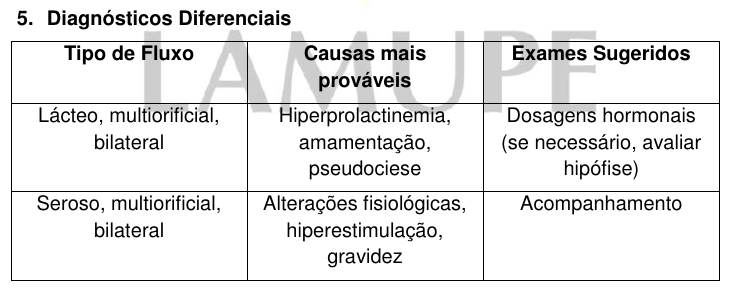 5. Diagnósticos Diferenciais
LAMUPE
Tipo de Fluxo
Causas mais
prováveis
Exames Sugeridos
Lácteo, multiorificial,
bilateral
Hiperprolactinemia,
amamentação,
pseudociese
Dosagens hormonais
(se necessário, avaliar
hipófise)
Seroso, multiorificial,
bilateral
Alterações fisiológicas,
hiperestimulação,
gravidez
Acompanhamento